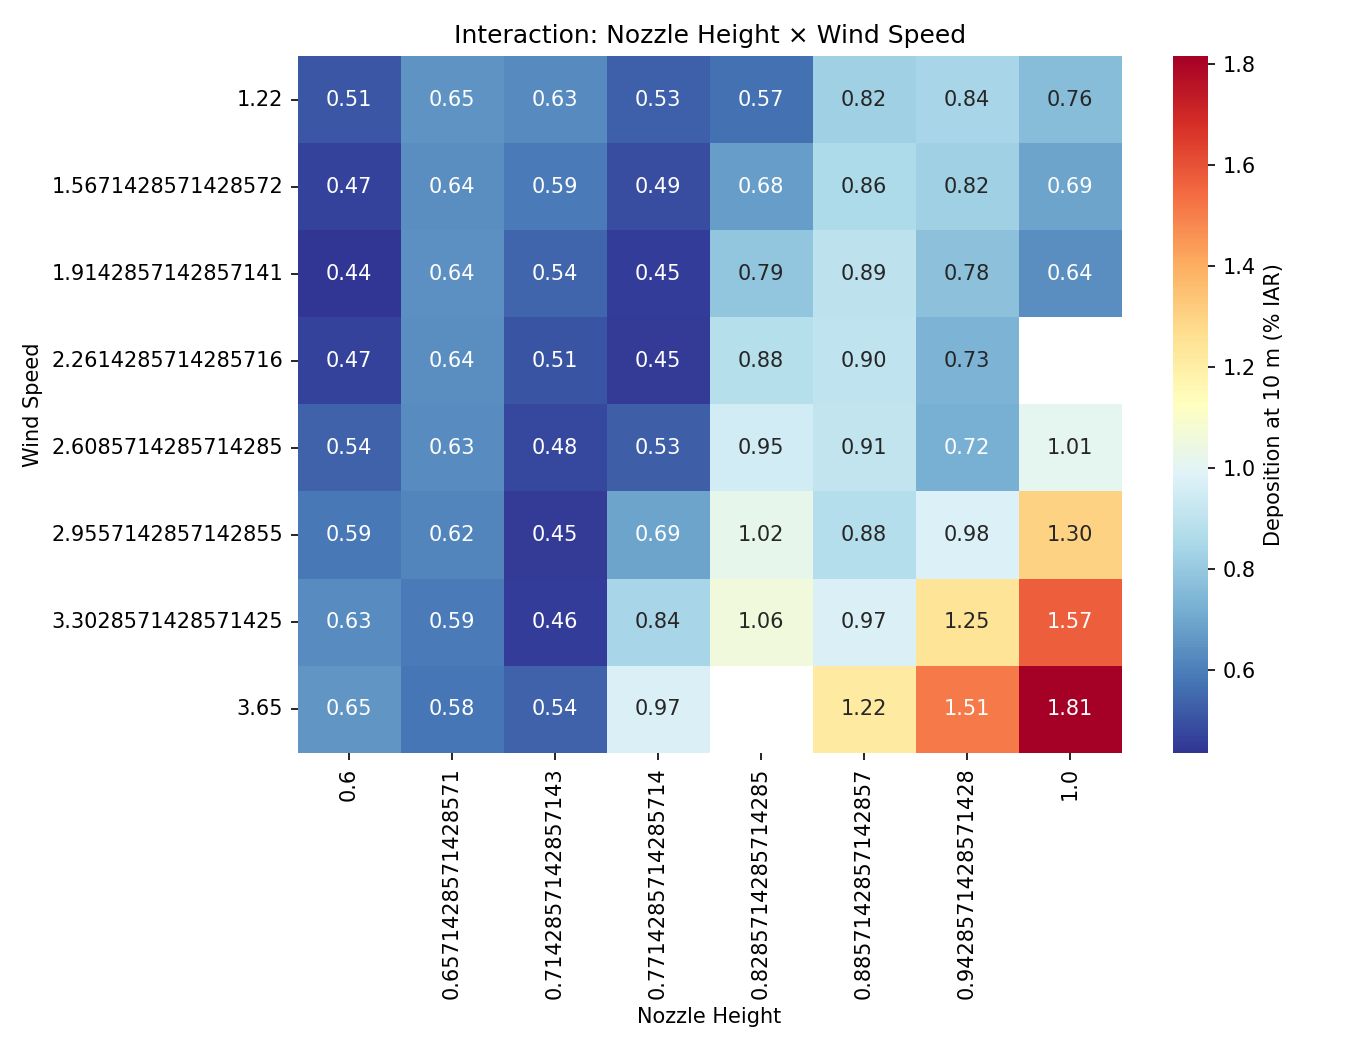 Interaction: Nozzle Height × Wind Speed
1.22 0.51 0.65 0.63 0.53 0.57 0.82 0.84 0.76
1.5671428571428572 0.47 0.64 0.59 0.49 0.68 0.86 0.82 0.69
1.9142857142857141 0.44 0.64 0.54 0.45 0.79 0.89 0.78 0.64
2.2614285714285716 0.47 0.64 0.51 0.45 0.88 0.90 0.73
2.6085714285714285 0.54 0.63 0.48 0.53 0.95 0.91 0.72 1.01
2.9557142857142855 0.59 0.62 0.45 0.69 1.02 0.88 0.98 1.30
3.3028571428571425 0.63 0.59 0.46 0.84 1.06 0.97 1.25 1.57
3.65 0.65 0.58 0.54 0.97 1.22 1.51 1.81
Wind Speed
0.6
0.6571428571428571
0.7142857142857143
0.7714285714285714
0.8285714285714285
0.8857142857142857
0.9428571428571428
1.0
Nozzle Height
1.8
1.6
1.4
1.2
1.0
0.8
0.6
Deposition at 10 m (% IAR)